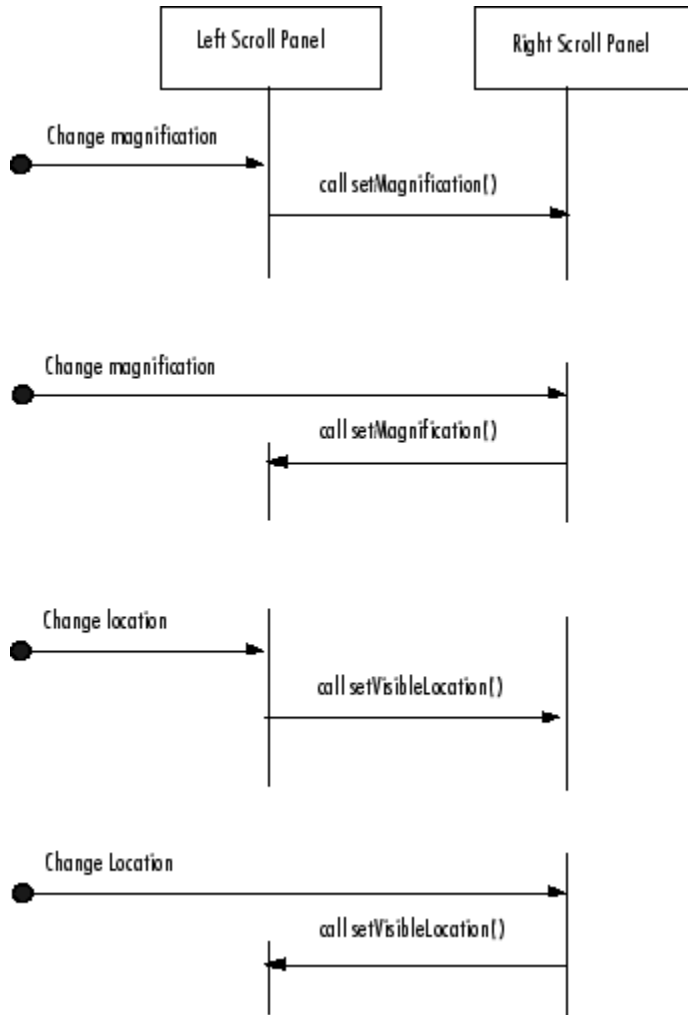 Left Scroll Panel
Right Scroll Panel
Change magnification
call setMagnification()
Change magnification
call setMagnification()
Change location
call setVisibleLocation()
Change Location
call setVisibleLocation()